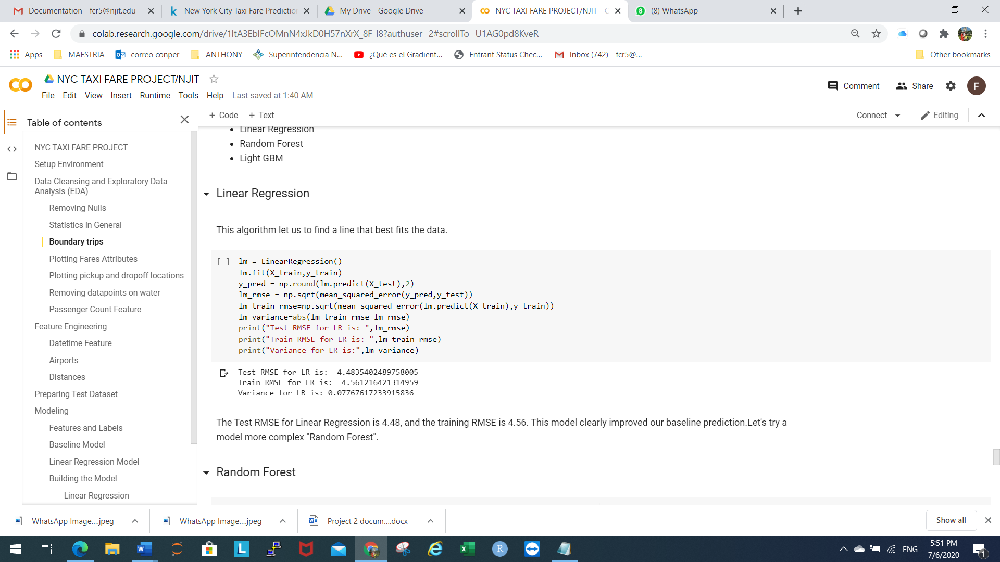 Documentation - fcr5@njit.edu -
New York City Taxi Fare Prediction
My Drive - Google Drive
NYC TAXI FARE PROJECT/NJIT - C
8 (8) WhatsApp
colab.research.google.com/drive/1ltA3EblFcOMnN4xJkD0H57nXrX_8F-I8?authuser=2#scrollTo=U1AG0pd8KveR
Apps MAESTRIA correo conper ANTHONY Superintendencia N... ¿Qué es el Gradient... Entrant Status Chec... Inbox (742) - fcr5@... Other bookmarks
NYC TAXI FARE PROJECT/NJIT
Comment Share F
File Edit View Insert Runtime Tools Help Last saved at 1:40 AM
+ Code + Text Connect Editing
Table of contents
NYC TAXI FARE PROJECT
Setup Environment
Data Cleansing and Exploratory Data
Analysis (EDA)
Removing Nulls
Statistics in General
Boundary trips
Plotting Fares Attributes
Plotting pickup and dropoff locations
Removing datapoints on water
Passenger Count Feature
Feature Engineering
Datetime Feature
Airports
Distances
Preparing Test Dataset
Modeling
Features and Labels
Baseline Model
Linear Regression Model
Building the Model
Linear Regression
• Linear Regression
• Random Forest
• Light GBM
Linear Regression
This algorithm let us to find a line that best fits the data.
[ ] lm = LinearRegression()
lm.fit(X_train,y_train)
y_pred = np.round(lm.predict(X_test),2)
lm_rmse = np.sqrt(mean_squared_error(y_pred,y_test))
lm_train_rmse=np.sqrt(mean_squared_error(lm.predict(X_train),y_train))
lm_variance=abs(lm_train_rmse-lm_rmse)
print("Test RMSE for LR is: ",lm_rmse)
print("Train RMSE for LR is: ",lm_train_rmse)
print("Variance for LR is:",lm_variance)
Test RMSE for LR is:  4.4835402489758005
Train RMSE for LR is:  4.561216421314959
Variance for LR is: 0.07767617233915836
The Test RMSE for Linear Regression is 4.48, and the training RMSE is 4.56. This model clearly improved our baseline prediction.Let's try a
model more complex "Random Forest".
Random Forest
WhatsApp Image....jpeg WhatsApp Image....jpeg Project 2 docum....docx Show all
ENG
5:51 PM
7/6/2020
1